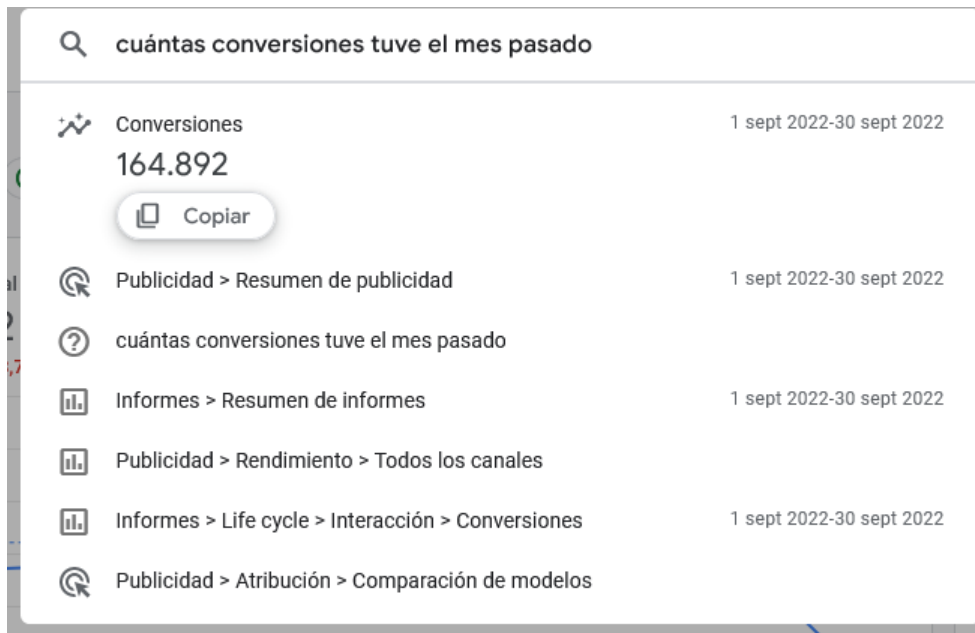 cuántas conversiones tuve el mes pasado
Conversiones 1 sept 2022-30 sept 2022
164.892
Copiar
Publicidad > Resumen de publicidad 1 sept 2022-30 sept 2022
cuántas conversiones tuve el mes pasado
Informes > Resumen de informes 1 sept 2022-30 sept 2022
Publicidad > Rendimiento > Todos los canales
Informes > Life cycle > Interacción > Conversiones 1 sept 2022-30 sept 2022
Publicidad > Atribución > Comparación de modelos